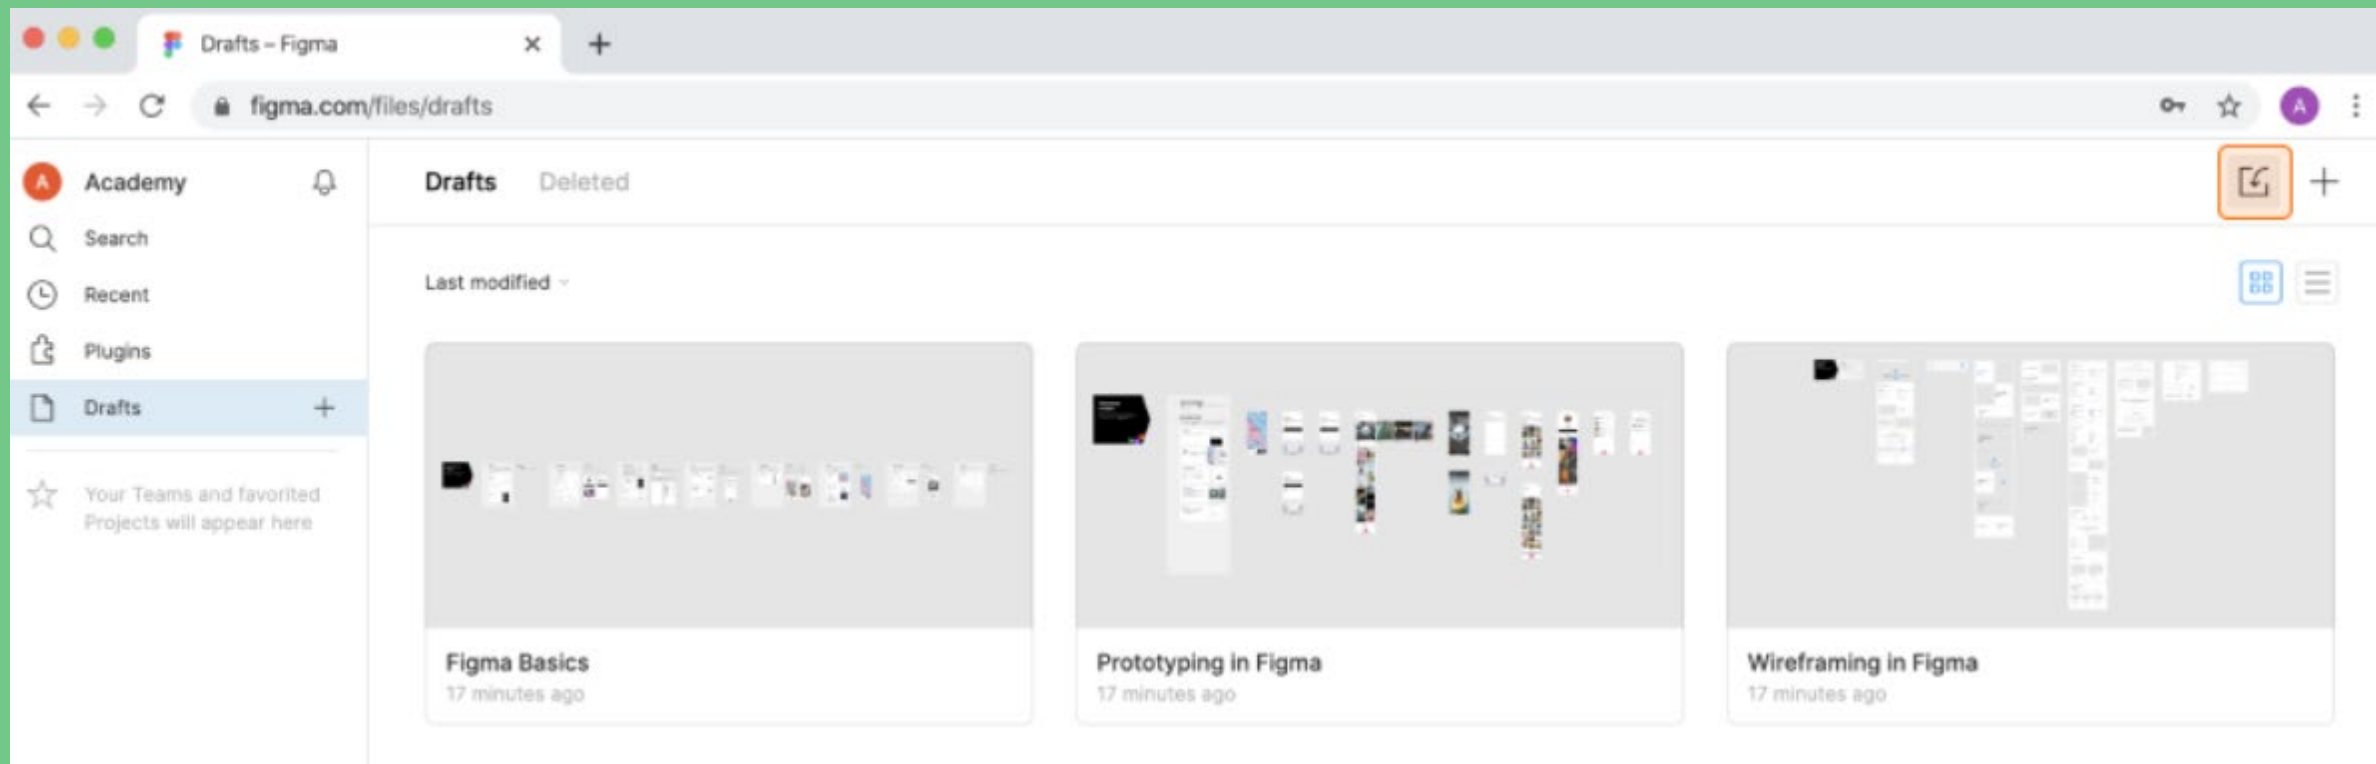 Drafts – Figma
figma.com/files/drafts
A
A
Academy
Drafts
Deleted
Search
Recent
Last modified
Plugins
Drafts
Your Teams and favorited
Projects will appear here
Figma Basics
17 minutes ago
Prototyping in Figma
17 minutes ago
Wireframing in Figma
17 minutes ago